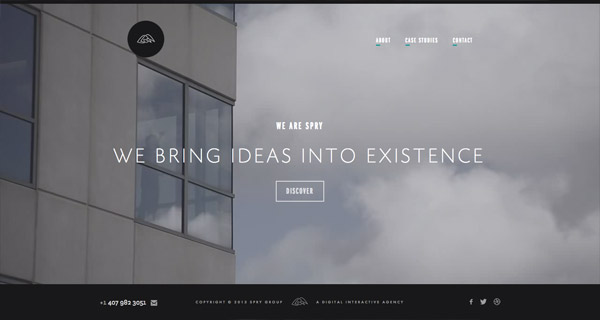 ABOUT
CASE STUDIES
CONTACT
WE ARE SPRY
WE BRING IDEAS INTO EXISTENCE
DISCOVER
+1 407 982 3051
COPYRIGHT © 2012 SPRY GROUP
A DIGITAL INTERACTIVE AGENCY